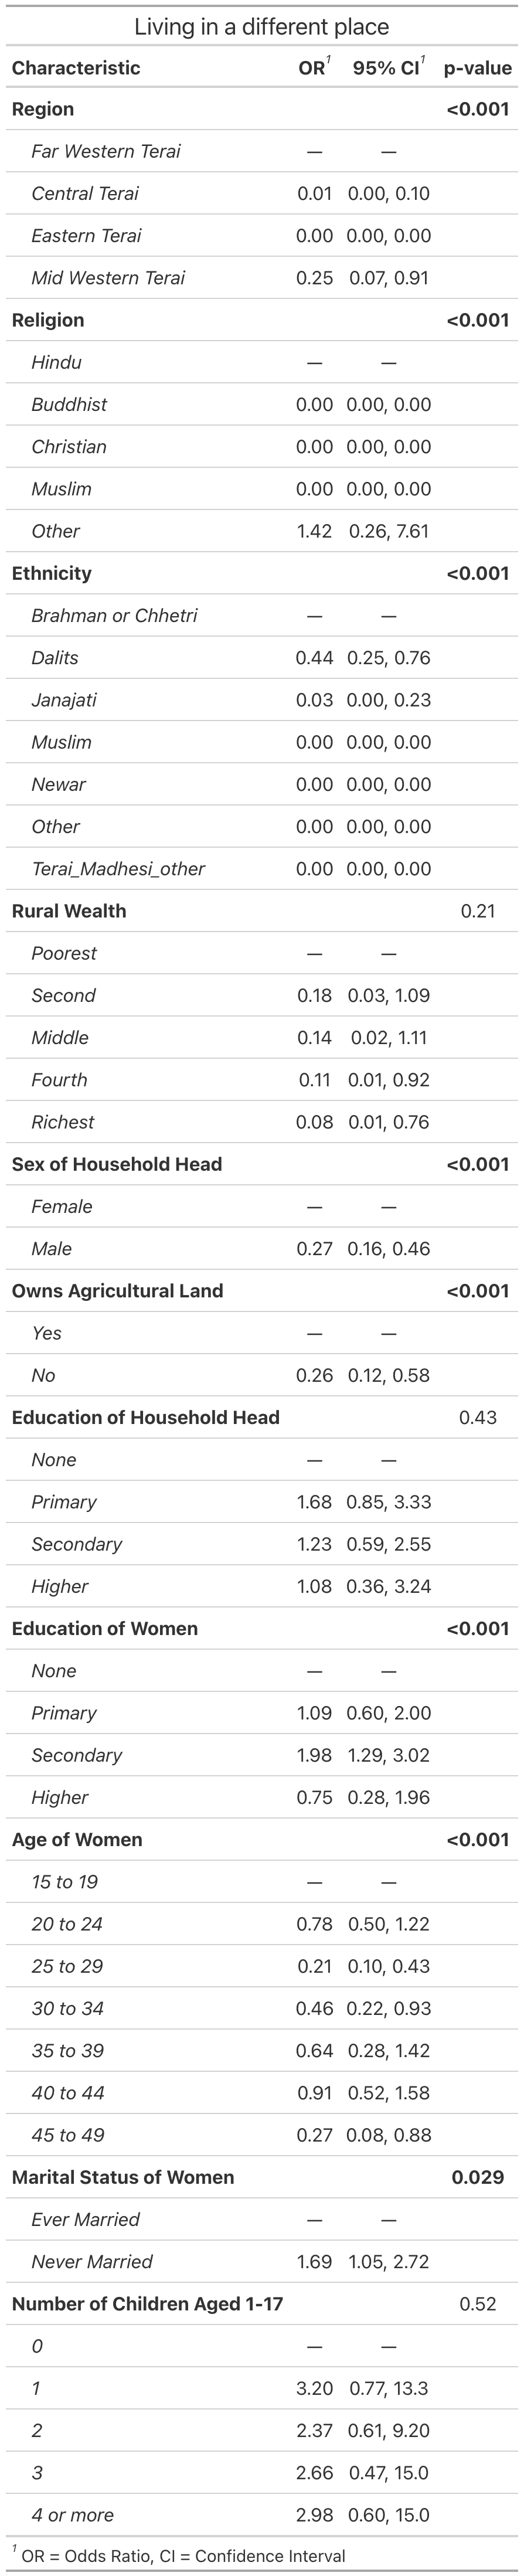 Living in a different place
Characteristic OR1 95% CI1 p-value
Region <0.001
Far Western Terai — —
Central Terai 0.01 0.00, 0.10
Eastern Terai 0.00 0.00, 0.00
Mid Western Terai 0.25 0.07, 0.91
Religion <0.001
Hindu — —
Buddhist 0.00 0.00, 0.00
Christian 0.00 0.00, 0.00
Muslim 0.00 0.00, 0.00
Other 1.42 0.26, 7.61
Ethnicity <0.001
Brahman or Chhetri — —
Dalits 0.44 0.25, 0.76
Janajati 0.03 0.00, 0.23
Muslim 0.00 0.00, 0.00
Newar 0.00 0.00, 0.00
Other 0.00 0.00, 0.00
Terai_Madhesi_other 0.00 0.00, 0.00
Rural Wealth 0.21
Poorest — —
Second 0.18 0.03, 1.09
Middle 0.14 0.02, 1.11
Fourth 0.11 0.01, 0.92
Richest 0.08 0.01, 0.76
Sex of Household Head <0.001
Female — —
Male 0.27 0.16, 0.46
Owns Agricultural Land <0.001
Yes — —
No 0.26 0.12, 0.58
Education of Household Head 0.43
None — —
Primary 1.68 0.85, 3.33
Secondary 1.23 0.59, 2.55
Higher 1.08 0.36, 3.24
Education of Women <0.001
None — —
Primary 1.09 0.60, 2.00
Secondary 1.98 1.29, 3.02
Higher 0.75 0.28, 1.96
Age of Women <0.001
15 to 19 — —
20 to 24 0.78 0.50, 1.22
25 to 29 0.21 0.10, 0.43
30 to 34 0.46 0.22, 0.93
35 to 39 0.64 0.28, 1.42
40 to 44 0.91 0.52, 1.58
45 to 49 0.27 0.08, 0.88
Marital Status of Women 0.029
Ever Married — —
Never Married 1.69 1.05, 2.72
Number of Children Aged 1-17 0.52
0 — —
1 3.20 0.77, 13.3
2 2.37 0.61, 9.20
3 2.66 0.47, 15.0
4 or more 2.98 0.60, 15.0
1 OR = Odds Ratio, CI = Confidence Interval